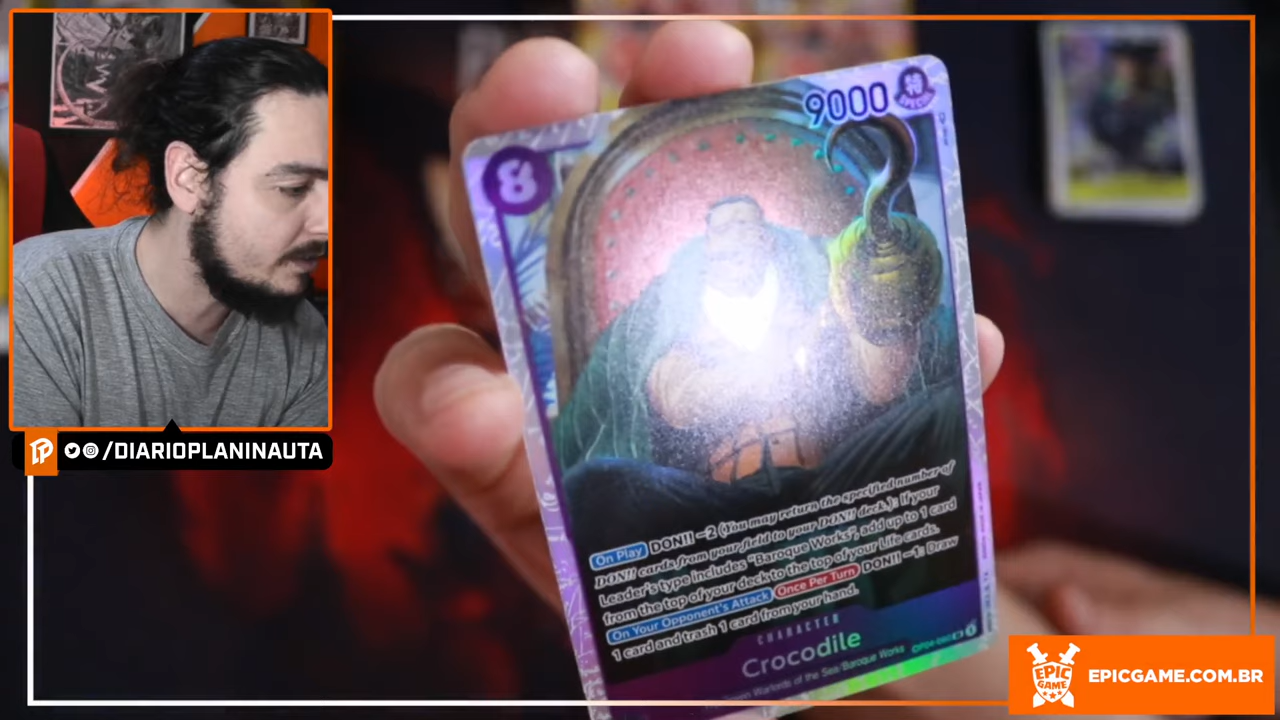 9000
SPECIAL
8
/DIARIOPLANINAUTA
On Play DON!! −2 (You may return the specified number of
DON!! cards from your field to your DON!! deck.): If your
Leader's type includes "Baroque Works", add up to 1 card
from the top of your deck to the top of your Life cards.
On Your Opponent's Attack Once Per Turn DON!! −1: Draw
1 card and trash 1 card from your hand.
CHARACTER
Crocodile
Seven Warlords of the Sea/Baroque Works
OP04-060
EPIC
GAME
EPICGAME.COM.BR